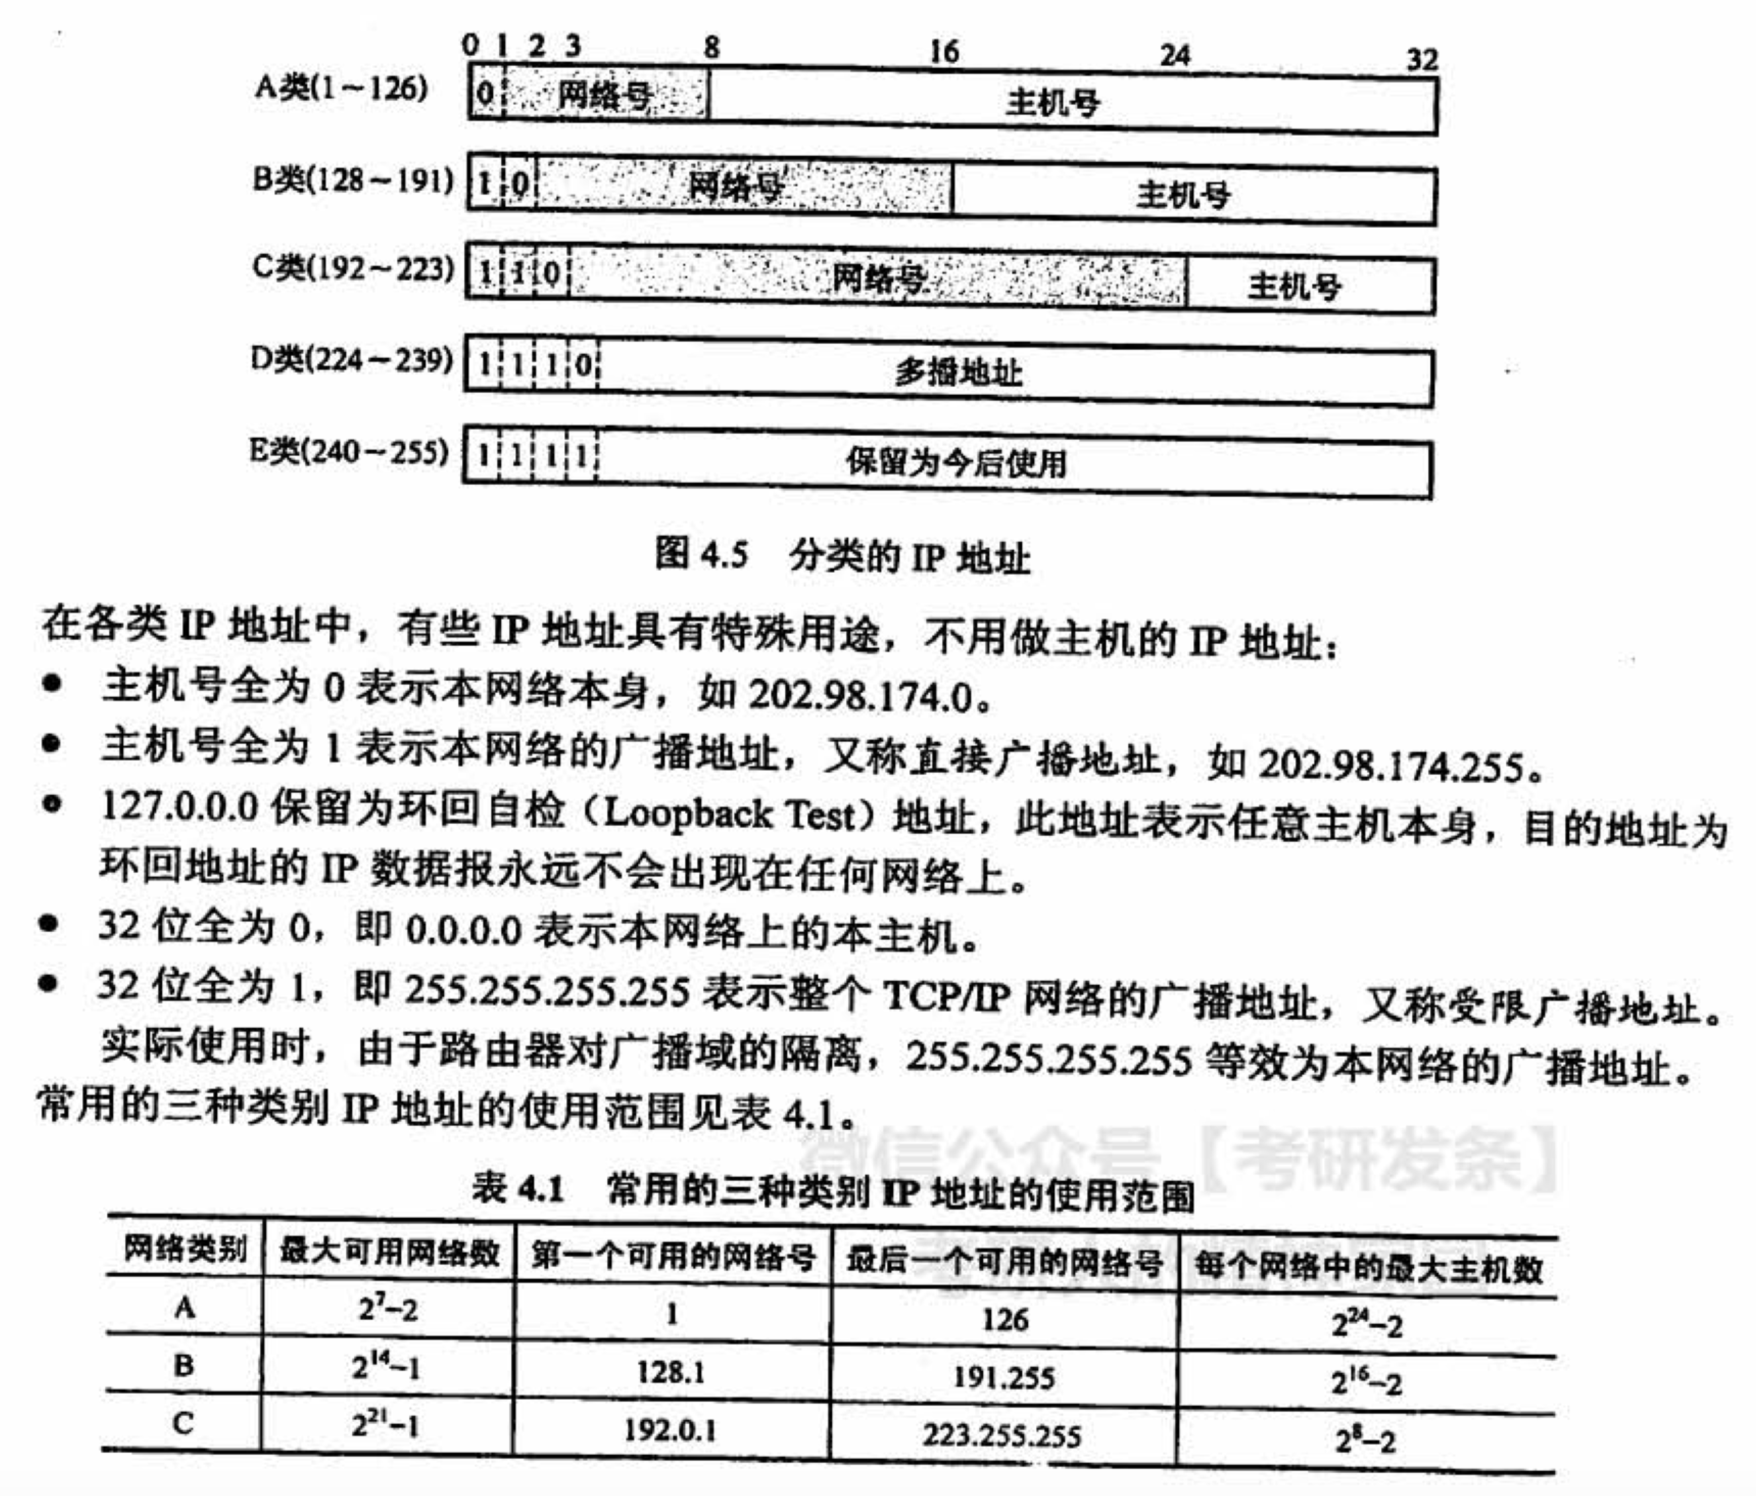 0 1 2 3 8 16 24 32
A类(1~126) 0 网络号 主机号
B类(128~191) 1 0 网络号 主机号
C类(192~223) 1 1 0 网络号 主机号
D类(224~239) 1 1 1 0 多播地址
E类(240~255) 1 1 1 1 保留为今后使用
图 4.5 分类的 IP 地址
在各类 IP 地址中，有些 IP 地址具有特殊用途，不用做主机的 IP 地址：
● 主机号全为 0 表示本网络本身，如 202.98.174.0。
● 主机号全为 1 表示本网络的广播地址，又称直接广播地址，如 202.98.174.255。
● 127.0.0.0 保留为环回自检（Loopback Test）地址，此地址表示任意主机本身，目的地址为
环回地址的 IP 数据报永远不会出现在任何网络上。
● 32 位全为 0，即 0.0.0.0 表示本网络上的本主机。
● 32 位全为 1，即 255.255.255.255 表示整个 TCP/IP 网络的广播地址，又称受限广播地址。
实际使用时，由于路由器对广播域的隔离，255.255.255.255 等效为本网络的广播地址。
常用的三种类别 IP 地址的使用范围见表 4.1。
微信公众号【考研发条】
表 4.1 常用的三种类别 IP 地址的使用范围
网络类别 最大可用网络数 第一个可用的网络号 最后一个可用的网络号 每个网络中的最大主机数
A 2⁷−2 1 126 2²⁴−2
B 2¹⁴−1 128.1 191.255 2¹⁶−2
C 2²¹−1 192.0.1 223.255.255 2⁸−2